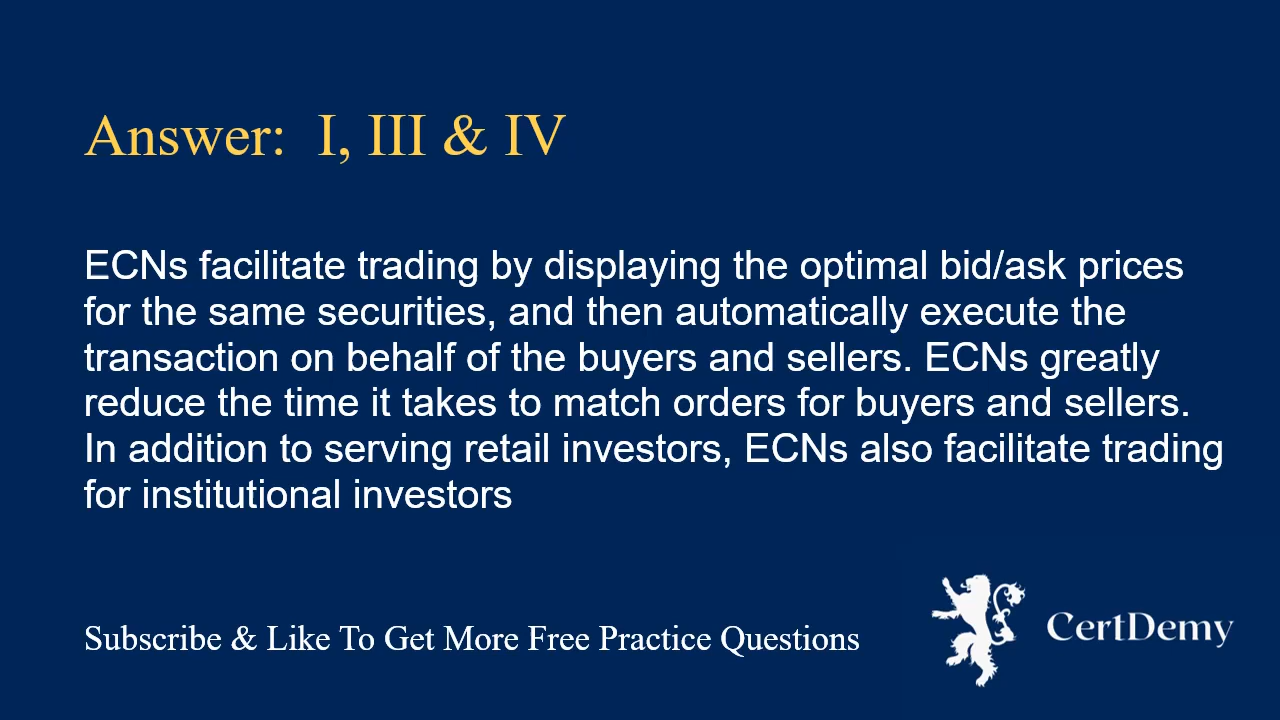 Answer: I, III & IV
ECNs facilitate trading by displaying the optimal bid/ask prices
for the same securities, and then automatically execute the
transaction on behalf of the buyers and sellers. ECNs greatly
reduce the time it takes to match orders for buyers and sellers.
In addition to serving retail investors, ECNs also facilitate trading
for institutional investors
Subscribe & Like To Get More Free Practice Questions
CertDemy